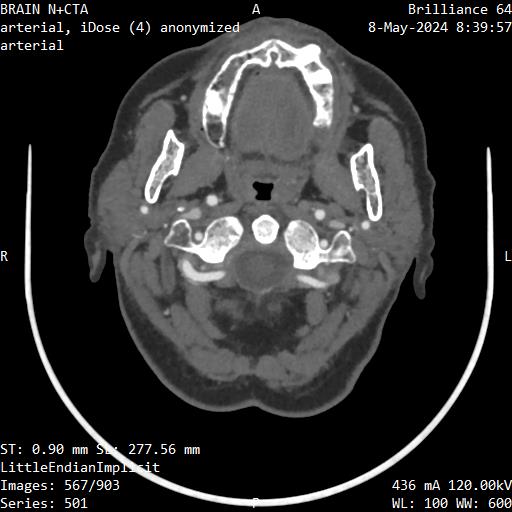 BRAIN N+CTA
A
Brilliance 64
arterial, iDose (4) anonymized
8-May-2024 8:39:57
arterial
R
L
ST: 0.90 mm SL: 277.56 mm
LittleEndianImplicit
Images: 567/903
436 mA 120.00kV
Series: 501
P
WL: 100 WW: 600